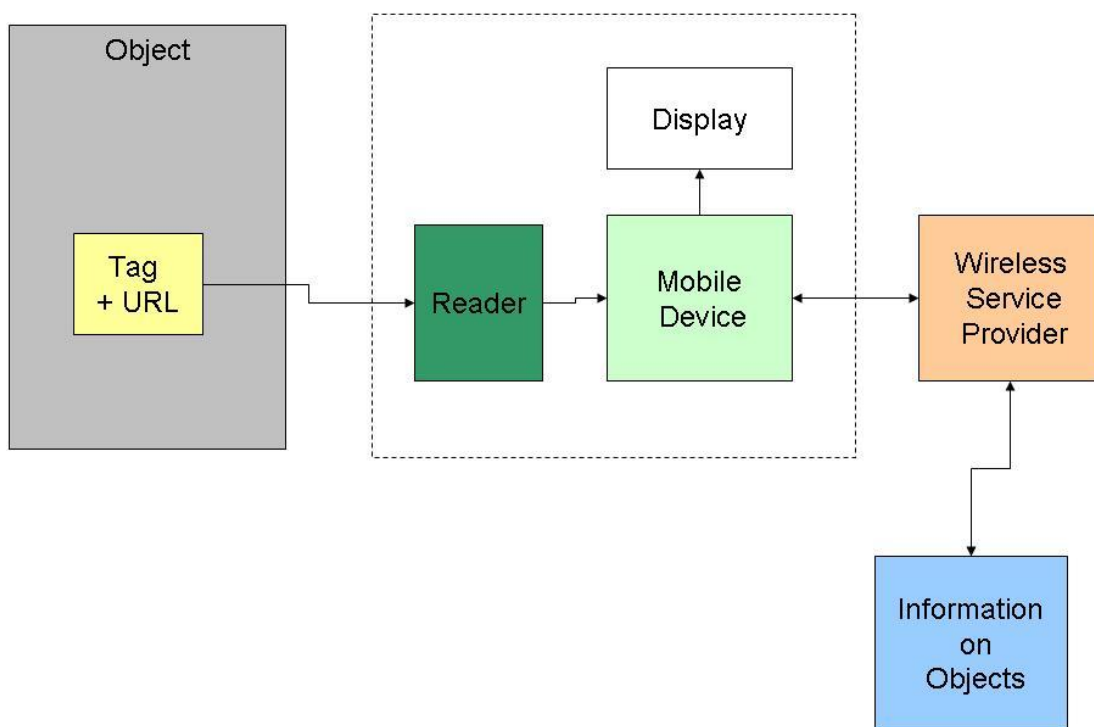 Object
Tag
+ URL
Reader
Display
Mobile
Device
Wireless
Service
Provider
Information
on
Objects